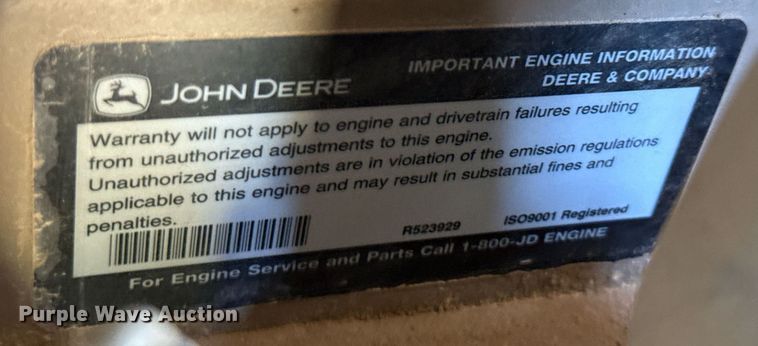 JOHN DEERE
IMPORTANT ENGINE INFORMATION
DEERE & COMPANY
Warranty will not apply to engine and drivetrain failures resulting
from unauthorized adjustments to this engine.
Unauthorized adjustments are in violation of the emission regulations
applicable to this engine and may result in substantial fines and
penalties.
R523929
ISO9001 Registered
For Engine Service and Parts Call 1-800-JD ENGINE
Purple Wave Auction